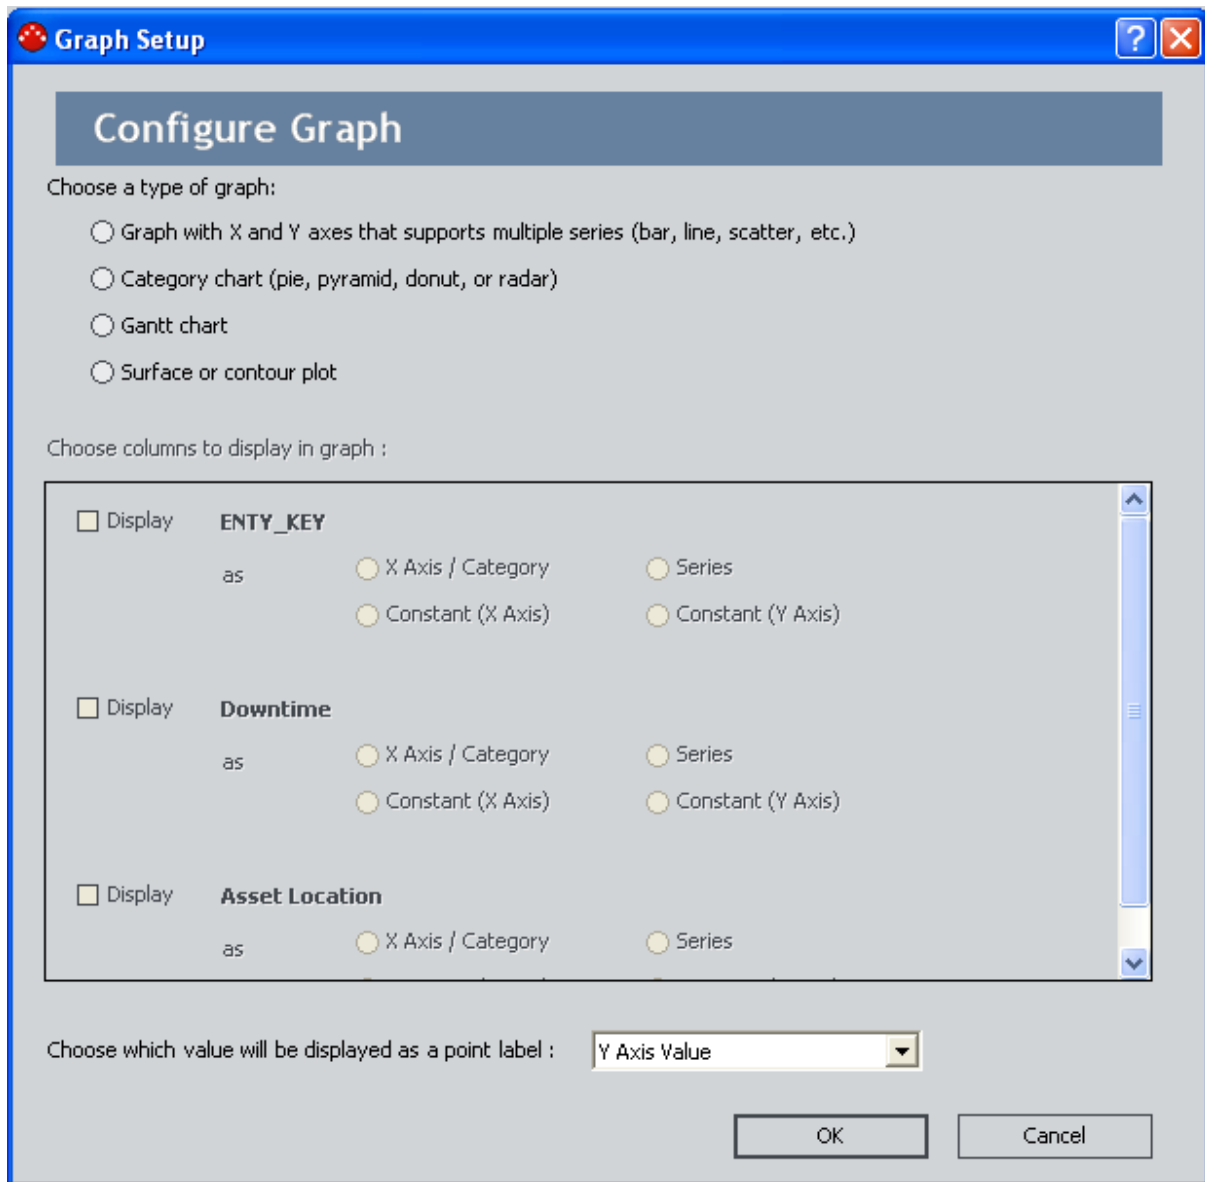 Graph Setup
Configure Graph
Choose a type of graph:
Graph with X and Y axes that supports multiple series (bar, line, scatter, etc.)
Category chart (pie, pyramid, donut, or radar)
Gantt chart
Surface or contour plot
Choose columns to display in graph :
Display ENTY_KEY
as X Axis / Category Series
Constant (X Axis) Constant (Y Axis)
Display Downtime
as X Axis / Category Series
Constant (X Axis) Constant (Y Axis)
Display Asset Location
as X Axis / Category Series
Choose which value will be displayed as a point label : Y Axis Value
OK Cancel